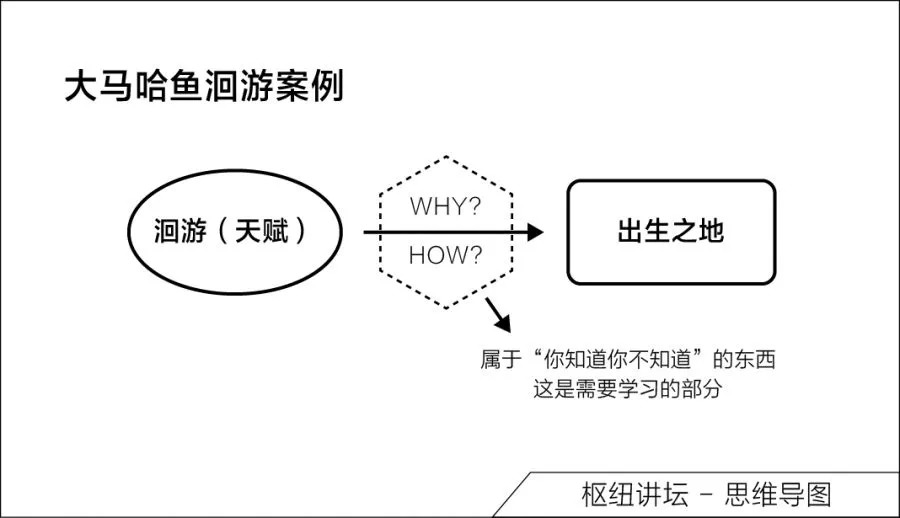 大马哈鱼洄游案例
洄游（天赋）
WHY?
HOW?
出生之地
属于“你知道你不知道”的东西
这是需要学习的部分
枢纽讲坛 - 思维导图